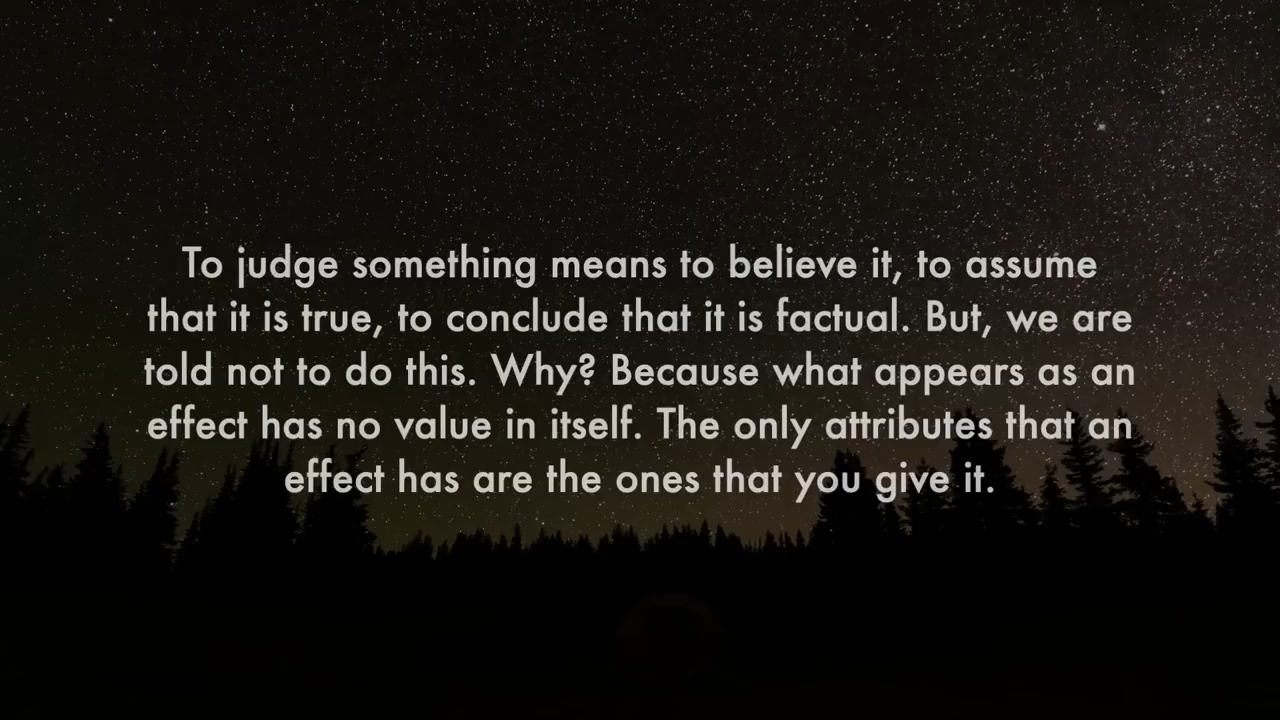 To judge something means to believe it, to assume
that it is true, to conclude that it is factual. But, we are
told not to do this. Why? Because what appears as an
effect has no value in itself. The only attributes that an
effect has are the ones that you give it.